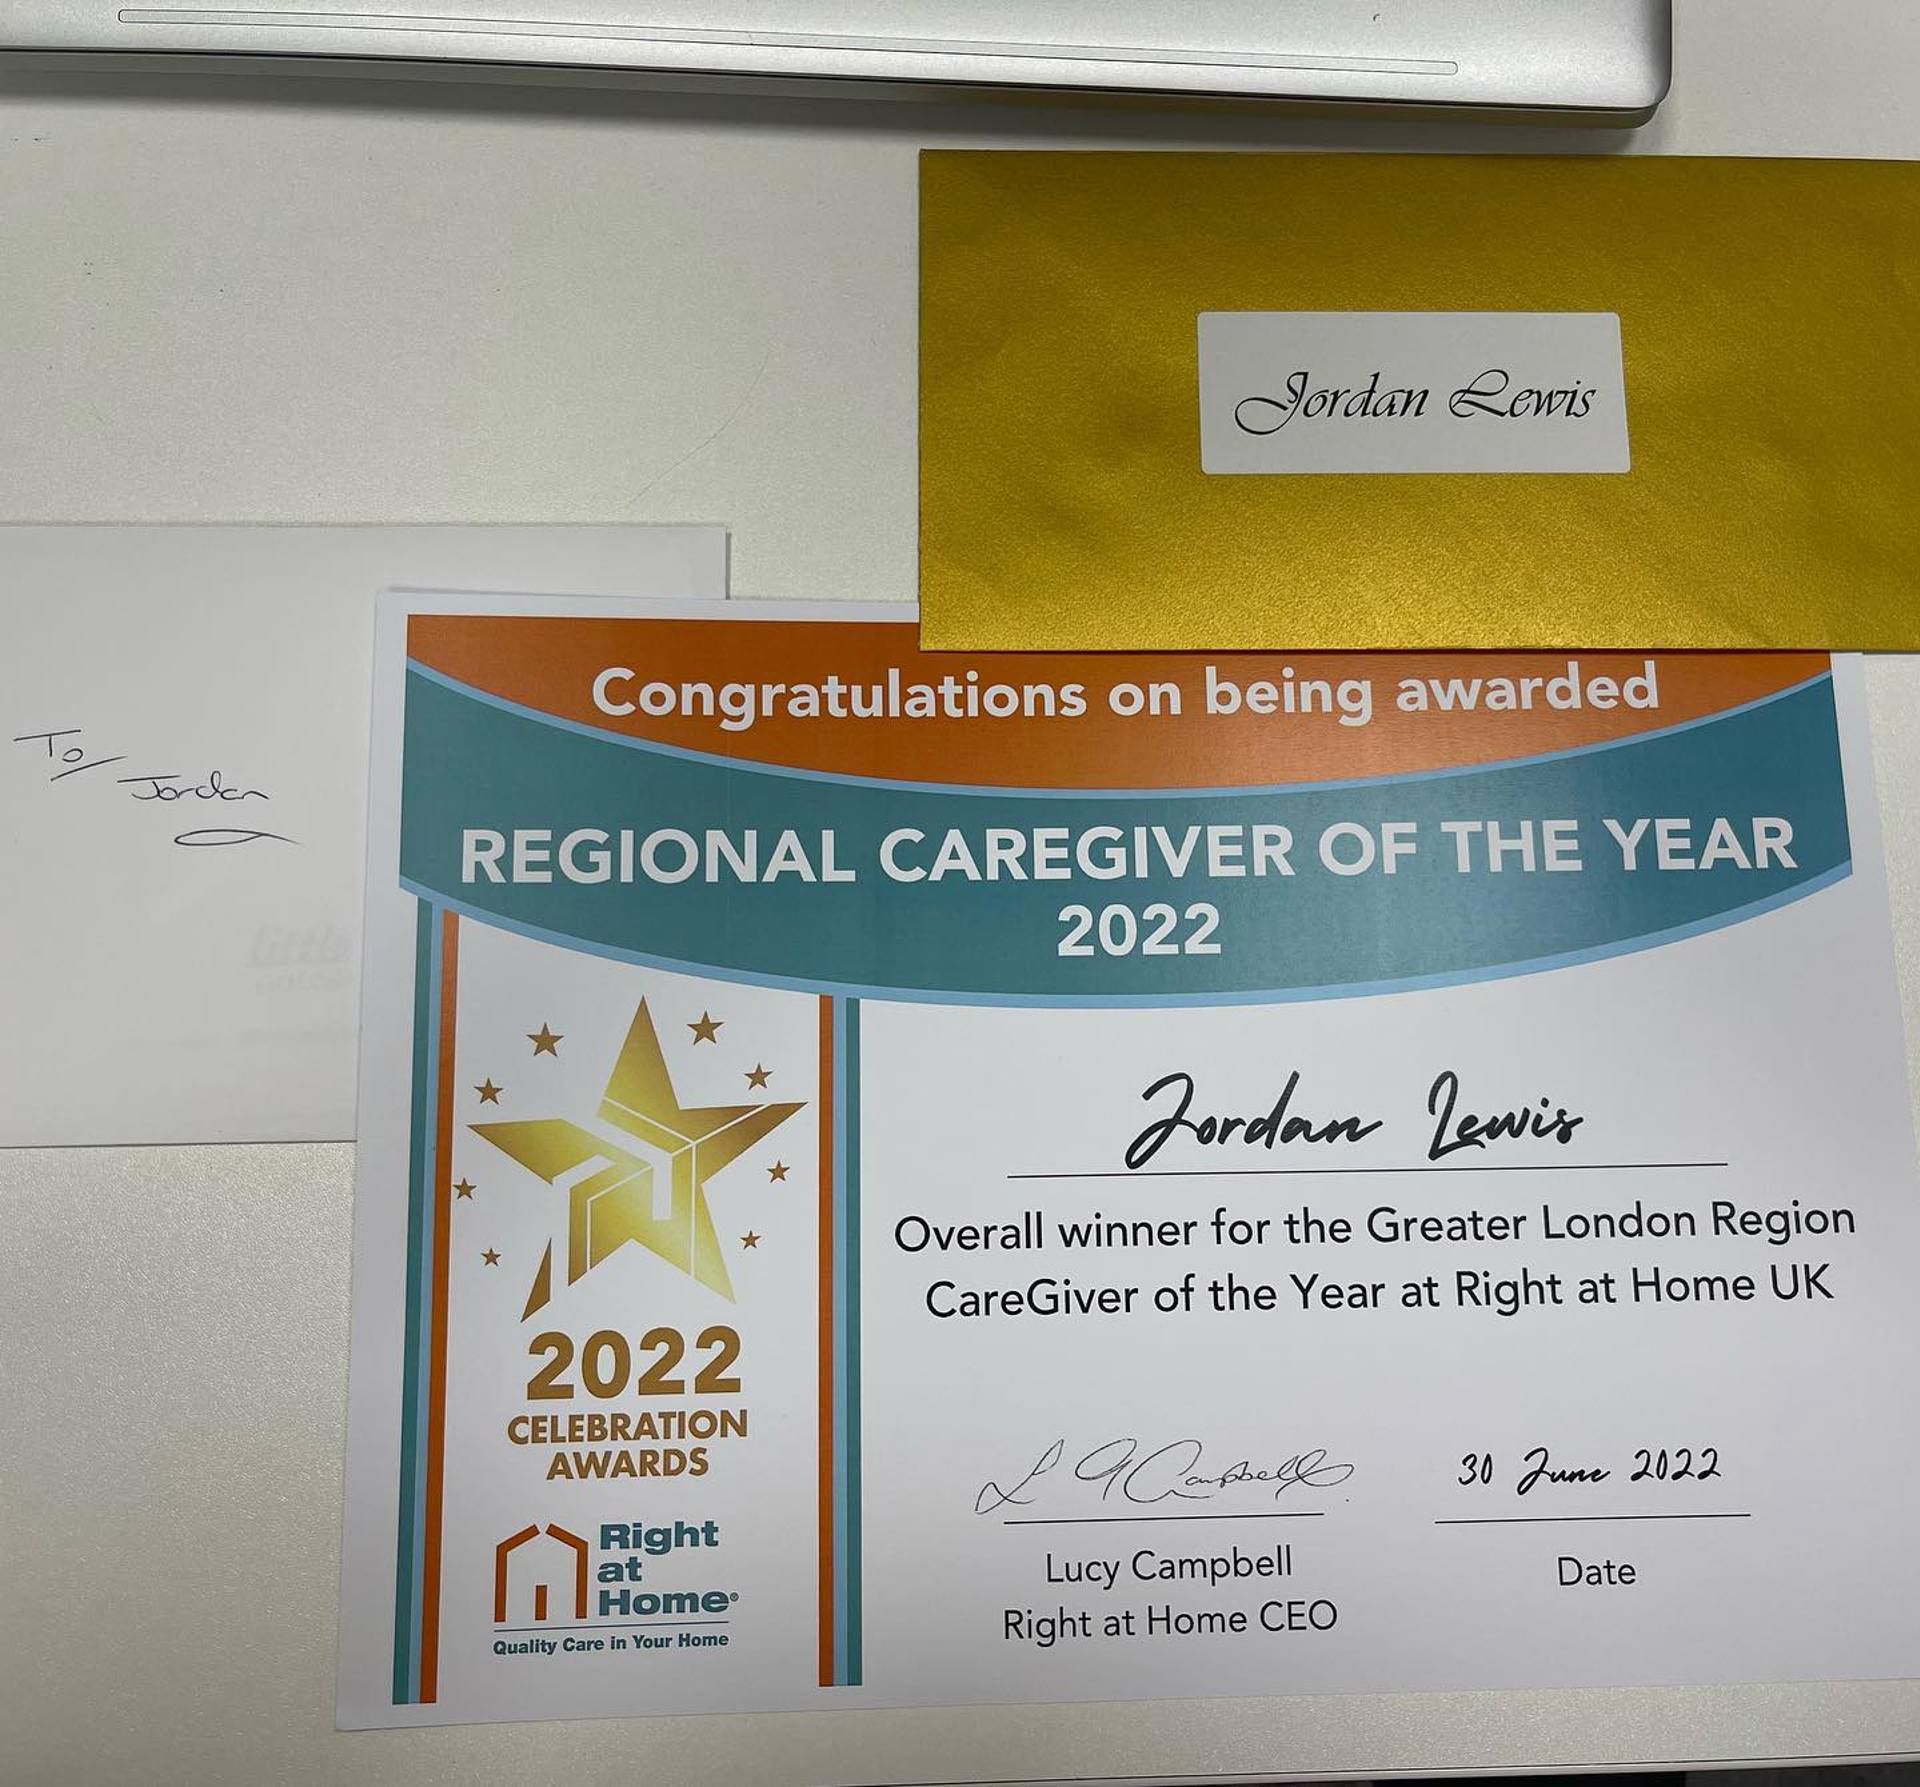 Jordan Lewis
To
Jordan
little
Congratulations on being awarded
REGIONAL CAREGIVER OF THE YEAR
2022
Jordan Lewis
Overall winner for the Greater London Region
CareGiver of the Year at Right at Home UK
2022
CELEBRATION
AWARDS
L G Campbell
30 June 2022
Right
at
Home®
Quality Care in Your Home
Lucy Campbell
Right at Home CEO
Date